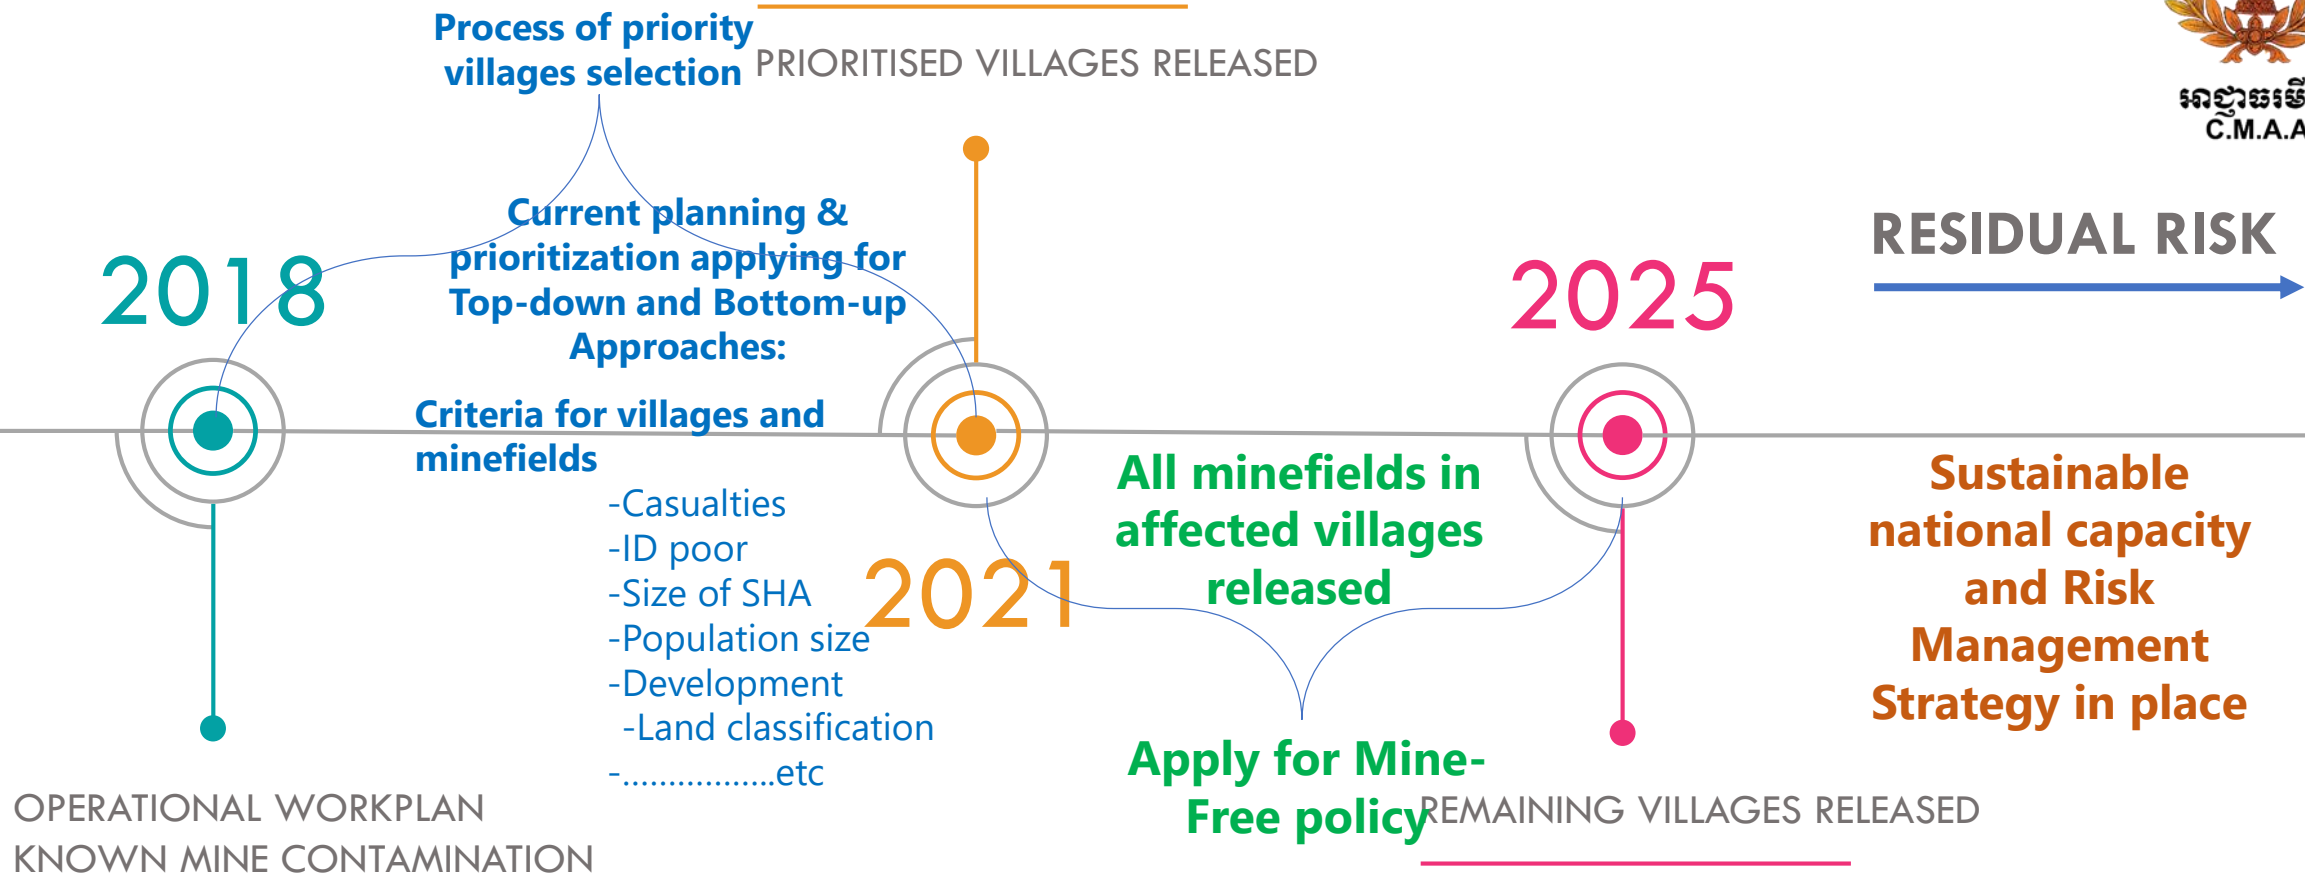 Process of priority
villages selection
PRIORITISED VILLAGES RELEASED
C.M.A.A
Current planning &
prioritization applying for
Top-down and Bottom-up
Approaches:
RESIDUAL RISK
2018
2025
Criteria for villages and
minefields
-Casualties
-ID poor
-Size of SHA
-Population size
-Development
-Land classification
-.................etc
2021
All minefields in
affected villages
released
Sustainable
national capacity
and Risk
Management
Strategy in place
Apply for Mine-
Free policy
REMAINING VILLAGES RELEASED
OPERATIONAL WORKPLAN
KNOWN MINE CONTAMINATION